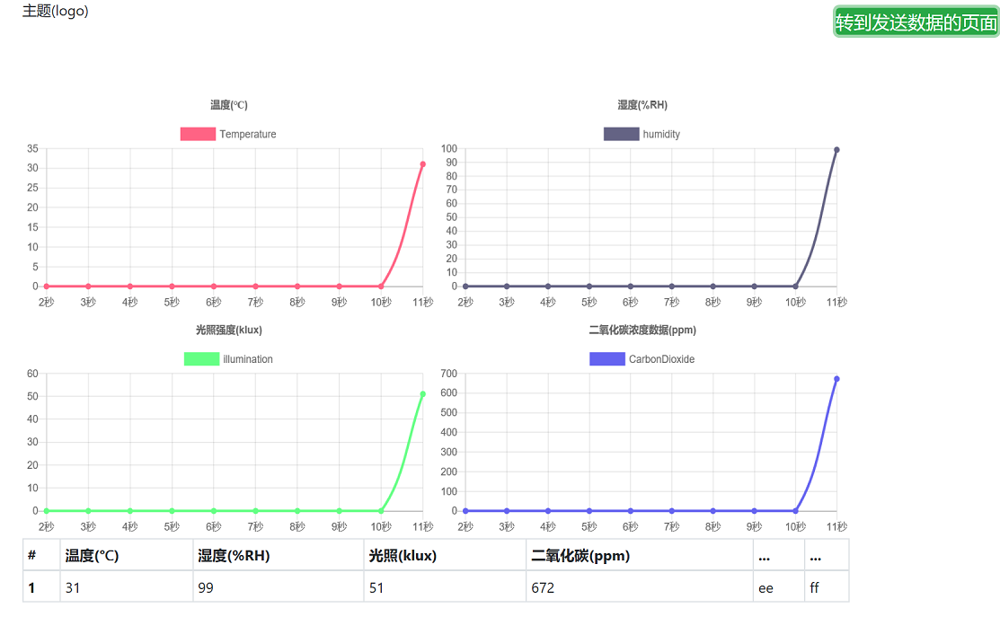 主题(logo)
转到发送数据的页面
温度(℃)
Temperature
35
30
25
20
15
10
5
0
2秒 3秒 4秒 5秒 6秒 7秒 8秒 9秒 10秒 11秒
湿度(%RH)
humidity
100
90
80
70
60
50
40
30
20
10
0
2秒 3秒 4秒 5秒 6秒 7秒 8秒 9秒 10秒 11秒
光照强度(klux)
illumination
60
50
40
30
20
10
0
2秒 3秒 4秒 5秒 6秒 7秒 8秒 9秒 10秒 11秒
二氧化碳浓度数据(ppm)
CarbonDioxide
700
600
500
400
300
200
100
0
2秒 3秒 4秒 5秒 6秒 7秒 8秒 9秒 10秒 11秒
# 温度(℃) 湿度(%RH) 光照(klux) 二氧化碳(ppm) ... ...
1 31 99 51 672 ee ff